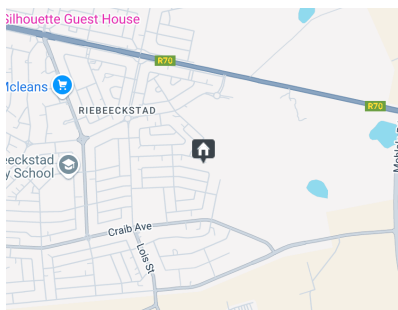 Silhouette Guest House
R70
Mcleans
RIEBEECKSTAD
R70
eeckstad
y School
Craib Ave
Lois St